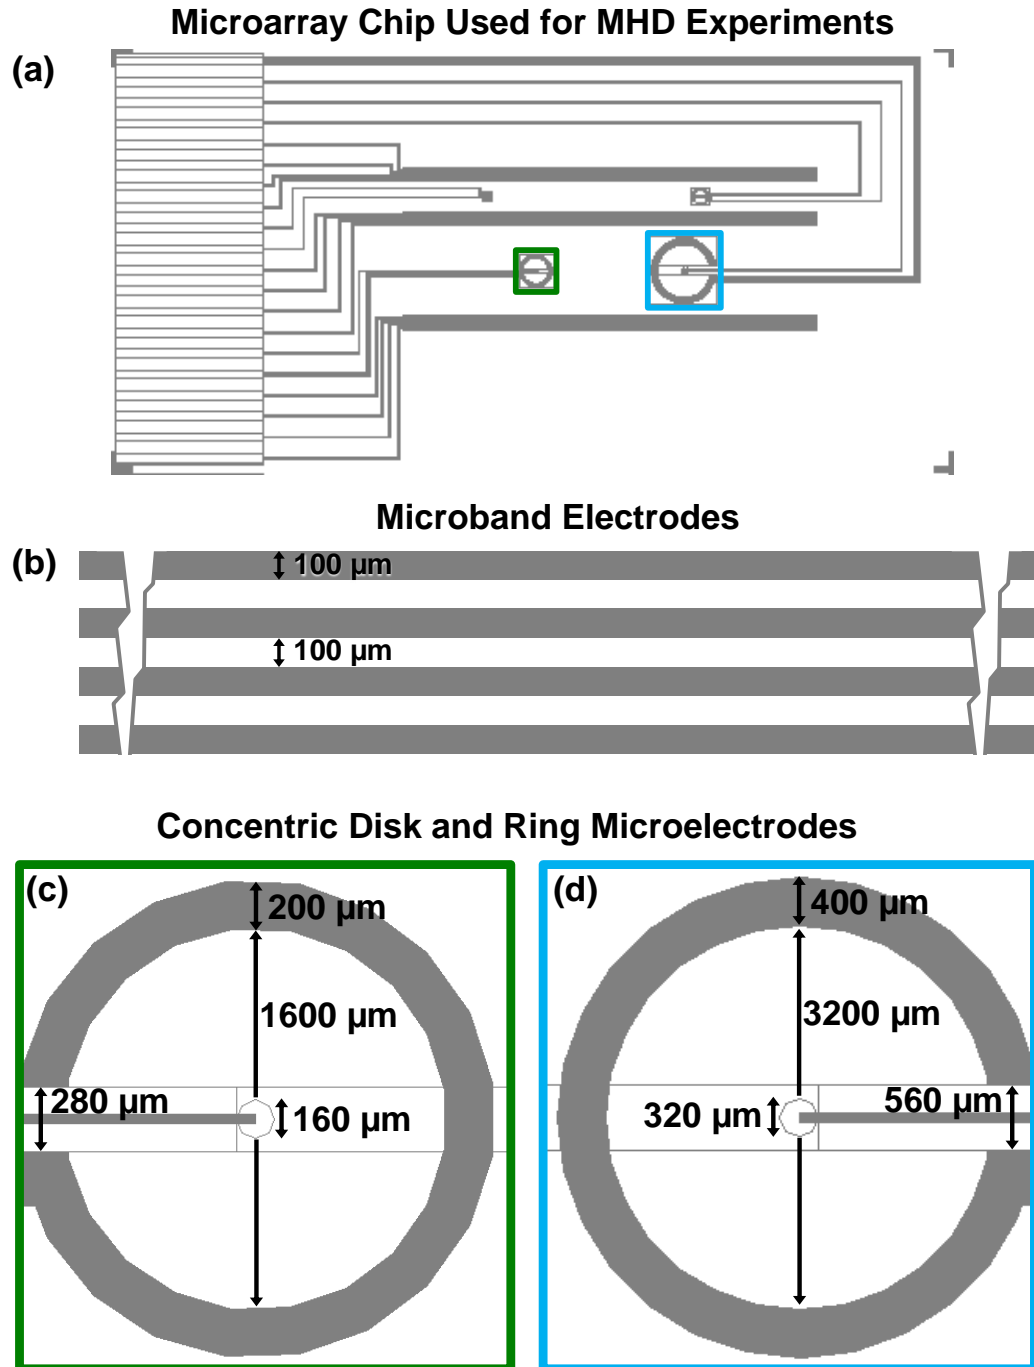 Microarray Chip Used for MHD Experiments
(a)
Microband Electrodes
(b)
100 µm
100 µm
Concentric Disk and Ring Microelectrodes
(c)
200 µm
1600 µm
280 µm
160 µm
(d)
400 µm
3200 µm
320 µm
560 µm